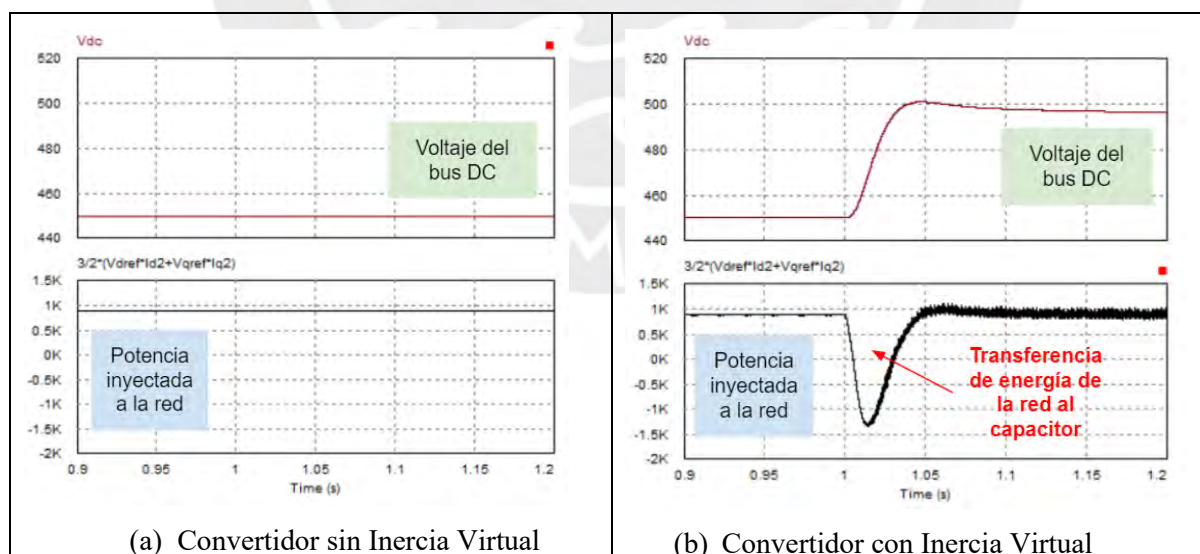 Vdc
520
500
480
460
440
Voltaje del
bus DC
3/2*(Vdref*Id2+Vqref*Iq2)
1.5K
1K
0.5K
0K
-0.5K
-1K
-1.5K
-2K
Potencia
inyectada
a la red
0.9
0.95
1
1.05
1.1
1.15
1.2
Time (s)
(a) Convertidor sin Inercia Virtual
Vdc
520
500
480
460
440
Voltaje del
bus DC
3/2*(Vdref*Id2+Vqref*Iq2)
1.5K
1K
0.5K
0K
-0.5K
-1K
-1.5K
-2K
Potencia
inyectada
a la red
Transferencia
de energía de
la red al
capacitor
0.9
0.95
1
1.05
1.1
1.15
1.2
Time (s)
(b) Convertidor con Inercia Virtual